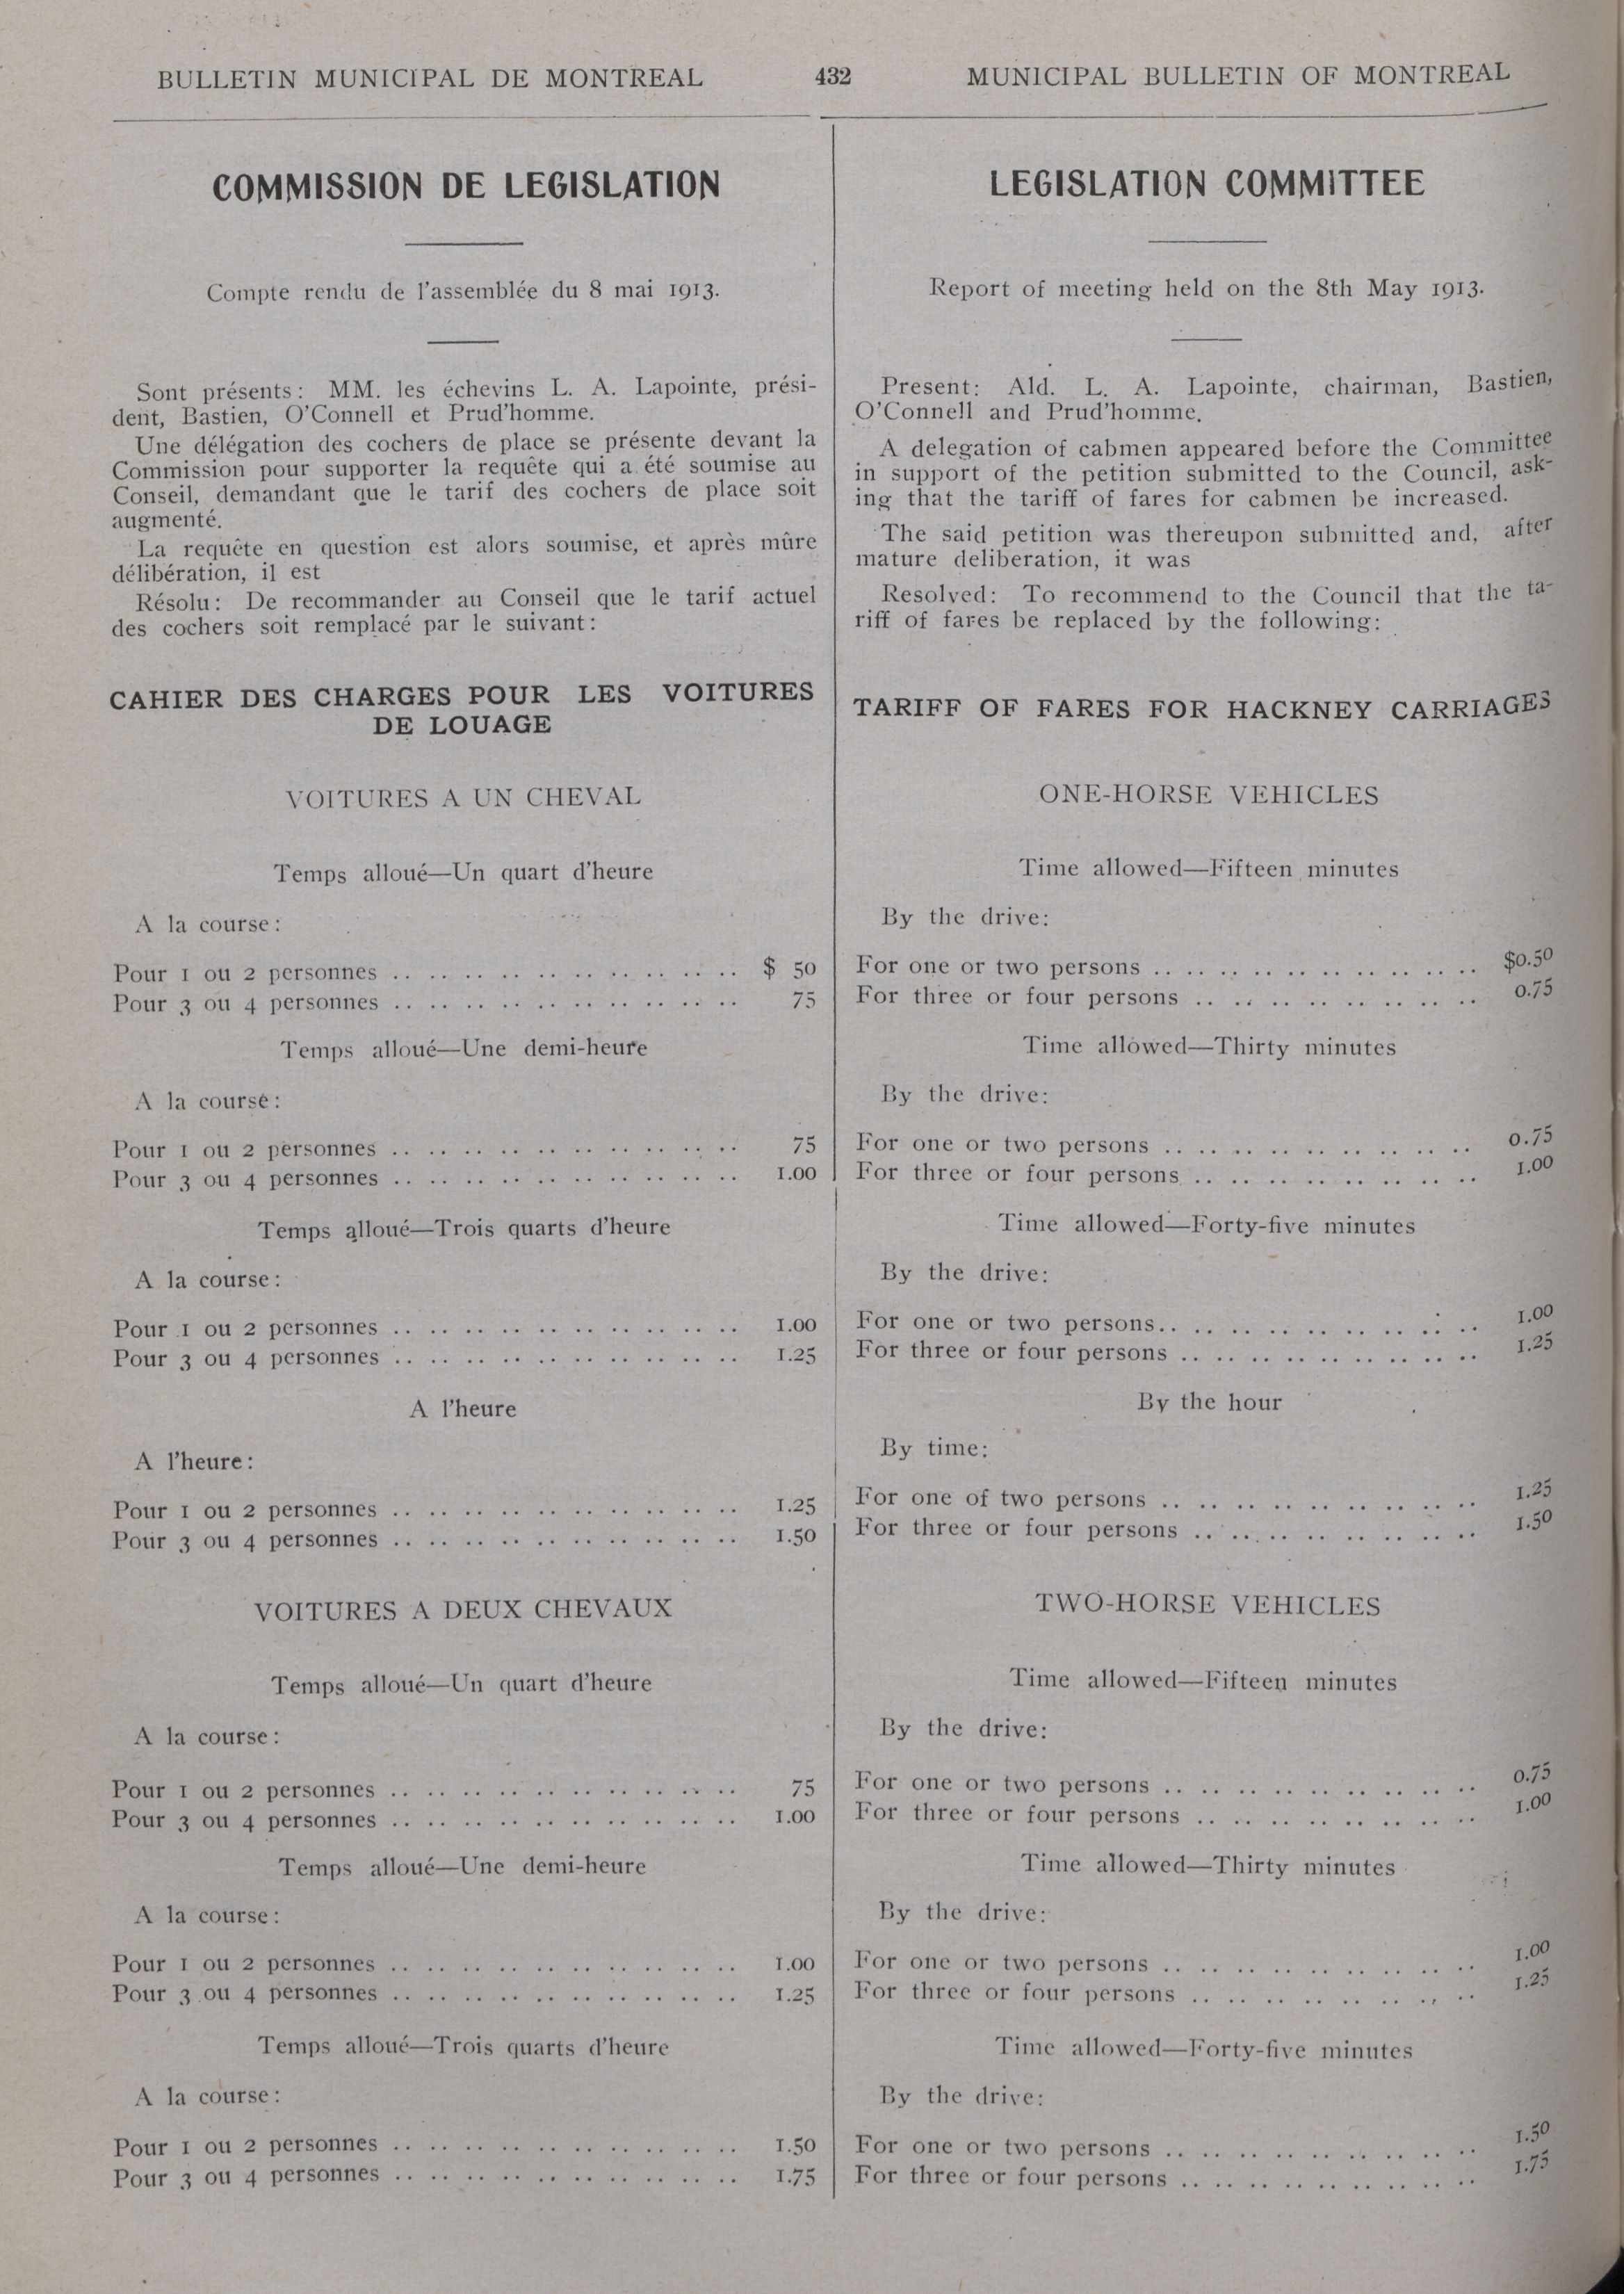 BULLETIN MUNICIPAL DE MONTREAL 432 MUNICIPAL BULLETIN OF MONTREAL
COMMISSION DE LEGISLATION
Compte rendu de l'assemblée du 8 mai 1913.
Sont présents: MM. les échevins L. A. Lapointe, prési-
dent, Bastien, O'Connell et Prud'homme.
Une délégation des cochers de place se présente devant la
Commission pour supporter la requête qui a été soumise au
Conseil, demandant que le tarif des cochers de place soit
augmenté.
La requête en question est alors soumise, et après mûre
délibération, il est
Résolu: De recommander au Conseil que le tarif actuel
des cochers soit remplacé par le suivant:
CAHIER DES CHARGES POUR LES VOITURES
DE LOUAGE
VOITURES A UN CHEVAL
Temps alloué—Un quart d'heure
A la course:
Pour 1 ou 2 personnes .. .. .. .. .. .. .. .. .. .. $ 50
Pour 3 ou 4 personnes .. .. .. .. .. .. .. .. .. .. 75
Temps alloué—Une demi-heure
A la course:
Pour 1 ou 2 personnes .. .. .. .. .. .. .. .. .. .. 75
Pour 3 ou 4 personnes .. .. .. .. .. .. .. .. .. .. 1.00
Temps alloué—Trois quarts d'heure
A la course:
Pour 1 ou 2 personnes .. .. .. .. .. .. .. .. .. .. 1.00
Pour 3 ou 4 personnes .. .. .. .. .. .. .. .. .. .. 1.25
A l'heure
A l'heure:
Pour 1 ou 2 personnes .. .. .. .. .. .. .. .. .. .. 1.25
Pour 3 ou 4 personnes .. .. .. .. .. .. .. .. .. .. 1.50
VOITURES A DEUX CHEVAUX
Temps alloué—Un quart d'heure
A la course:
Pour 1 ou 2 personnes .. .. .. .. .. .. .. .. .. .. 75
Pour 3 ou 4 personnes .. .. .. .. .. .. .. .. .. .. 1.00
Temps alloué—Une demi-heure
A la course:
Pour 1 ou 2 personnes .. .. .. .. .. .. .. .. .. .. 1.00
Pour 3 ou 4 personnes .. .. .. .. .. .. .. .. .. .. 1.25
Temps alloué—Trois quarts d'heure
A la course:
Pour 1 ou 2 personnes .. .. .. .. .. .. .. .. .. .. 1.50
Pour 3 ou 4 personnes .. .. .. .. .. .. .. .. .. .. 1.75
LEGISLATION COMMITTEE
Report of meeting held on the 8th May 1913.
Present: Ald. L. A. Lapointe, chairman, Bastien,
O'Connell and Prud'homme.
A delegation of cabmen appeared before the Committee
in support of the petition submitted to the Council, ask-
ing that the tariff of fares for cabmen be increased.
The said petition was thereupon submitted and, after
mature deliberation, it was
Resolved: To recommend to the Council that the ta-
riff of fares be replaced by the following:
TARIFF OF FARES FOR HACKNEY CARRIAGES
ONE-HORSE VEHICLES
Time allowed—Fifteen minutes
By the drive:
For one or two persons .. .. .. .. .. .. .. .. .. $0.50
For three or four persons .. .. .. .. .. .. .. .. 0.75
Time allowed—Thirty minutes
By the drive:
For one or two persons .. .. .. .. .. .. .. .. .. 0.75
For three or four persons .. .. .. .. .. .. .. .. 1.00
Time allowed—Forty-five minutes
By the drive:
For one or two persons.. .. .. .. .. .. .. .. .. 1.00
For three or four persons .. .. .. .. .. .. .. .. .. 1.25
By the hour
By time:
For one of two persons .. .. .. .. .. .. .. .. .. 1.25
For three or four persons .. .. .. .. .. .. .. .. 1.50
TWO-HORSE VEHICLES
Time allowed—Fifteen minutes
By the drive:
For one or two persons .. .. .. .. .. .. .. .. .. 0.75
For three or four persons .. .. .. .. .. .. .. .. 1.00
Time allowed—Thirty minutes
By the drive:
For one or two persons .. .. .. .. .. .. .. .. .. 1.00
For three or four persons .. .. .. .. .. .. .. .. 1.25
Time allowed—Forty-five minutes
By the drive:
For one or two persons .. .. .. .. .. .. .. .. .. 1.50
For three or four persons .. .. .. .. .. .. .. .. .. 1.75